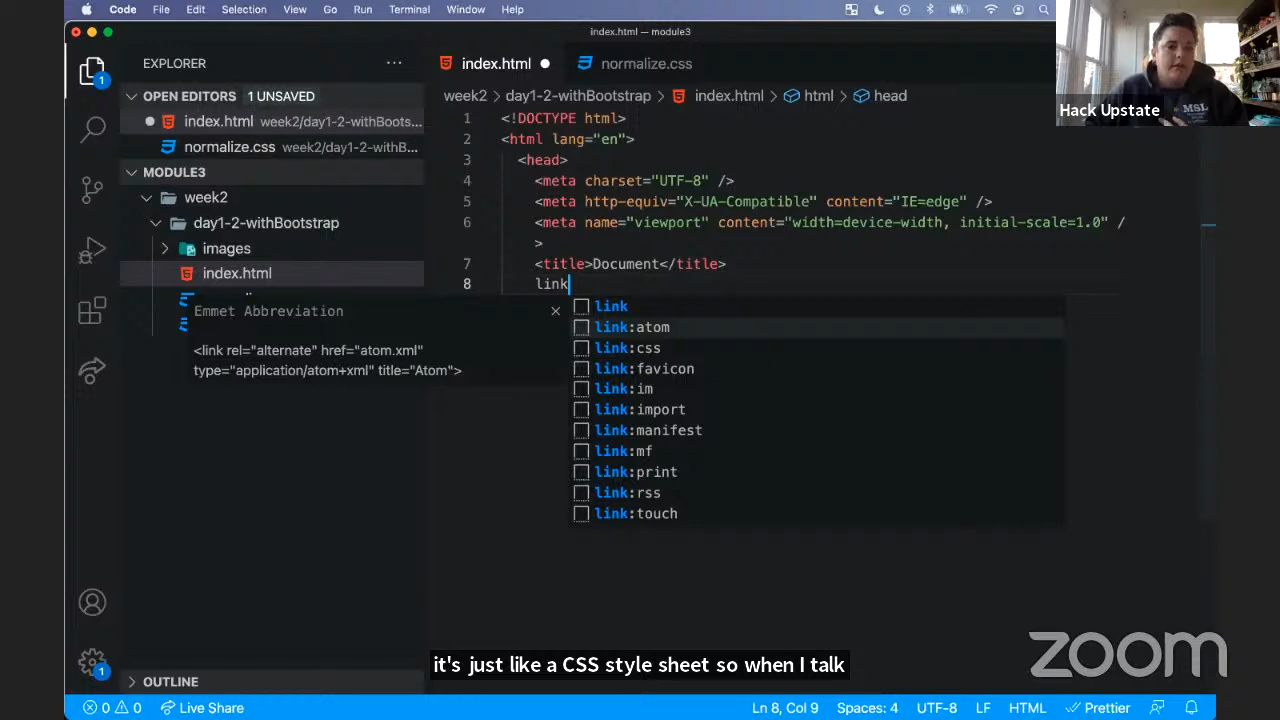 Code File Edit Selection View Go Run Terminal Window Help
index.html — module3
EXPLORER
index.html
normalize.css
OPEN EDITORS 1 UNSAVED
index.html week2/day1-2-withBoots...
normalize.css week2/day1-2-withB...
MODULE3
week2
day1-2-withBootstrap
images
index.html
week2 > day1-2-withBootstrap > index.html > html > head
1 <!DOCTYPE html>
2 <html lang="en">
3 <head>
4 <meta charset="UTF-8" />
5 <meta http-equiv="X-UA-Compatible" content="IE=edge" />
6 <meta name="viewport" content="width=device-width, initial-scale=1.0" /
>
7 <title>Document</title>
8 link
Emmet Abbreviation
<link rel="alternate" href="atom.xml"
type="application/atom+xml" title="Atom">
link
link:atom
link:css
link:favicon
link:im
link:import
link:manifest
link:mf
link:print
link:rss
link:touch
OUTLINE
1
1
0 0 Live Share
Ln 8, Col 9 Spaces: 4 UTF-8 LF HTML Prettier
Hack Upstate
MSL
it's just like a CSS style sheet so when I talk
zoom